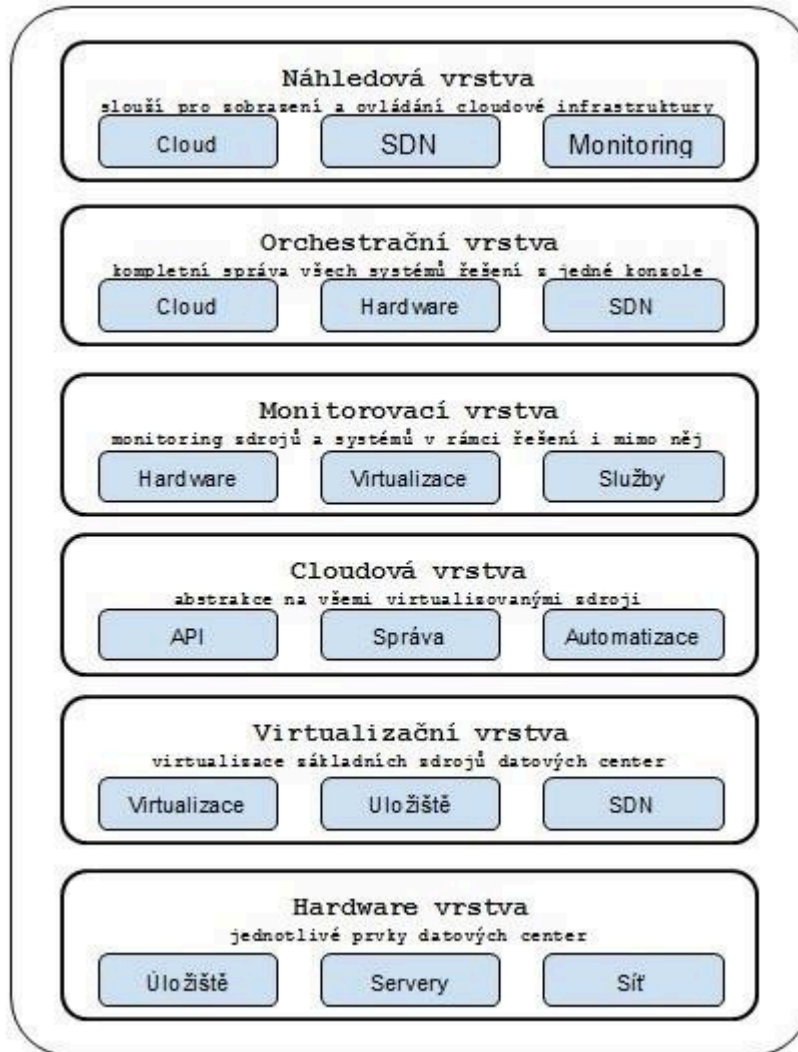 Náhledová vrstva
slouží pro zobrazení a ovládání cloudové infrastruktury
Cloud SDN Monitoring
Orchestrační vrstva
kompletní správa všech systémů řešení z jedné konzole
Cloud Hardware SDN
Monitorovací vrstva
monitoring zdrojů a systémů v rámci řešení i mimo něj
Hardware Virtualizace Služby
Cloudová vrstva
abstrakce na všemi virtualizovanými zdroji
API Správa Automatizace
Virtualizační vrstva
virtualizace základních zdrojů datových center
Virtualizace Uložiště SDN
Hardware vrstva
jednotlivé prvky datových center
Úložiště Servery Síť